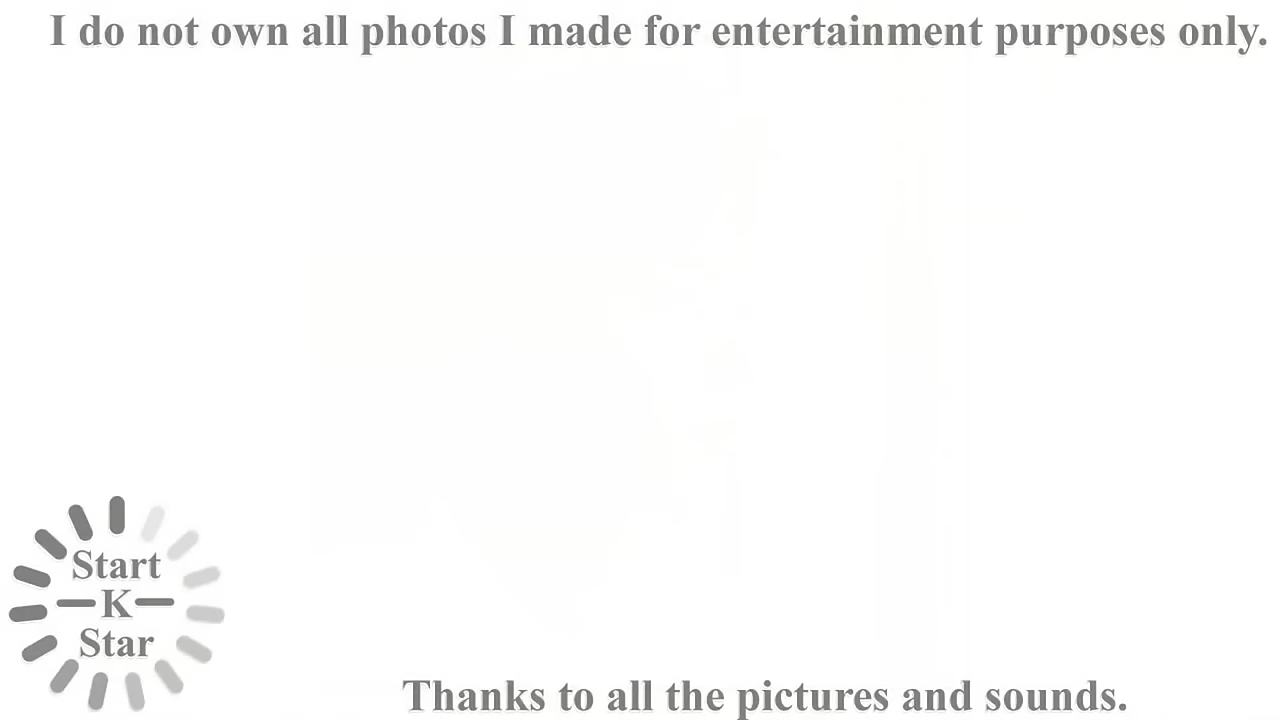 I do not own all photos I made for entertainment purposes only.
Start
K
Star
Thanks to all the pictures and sounds.